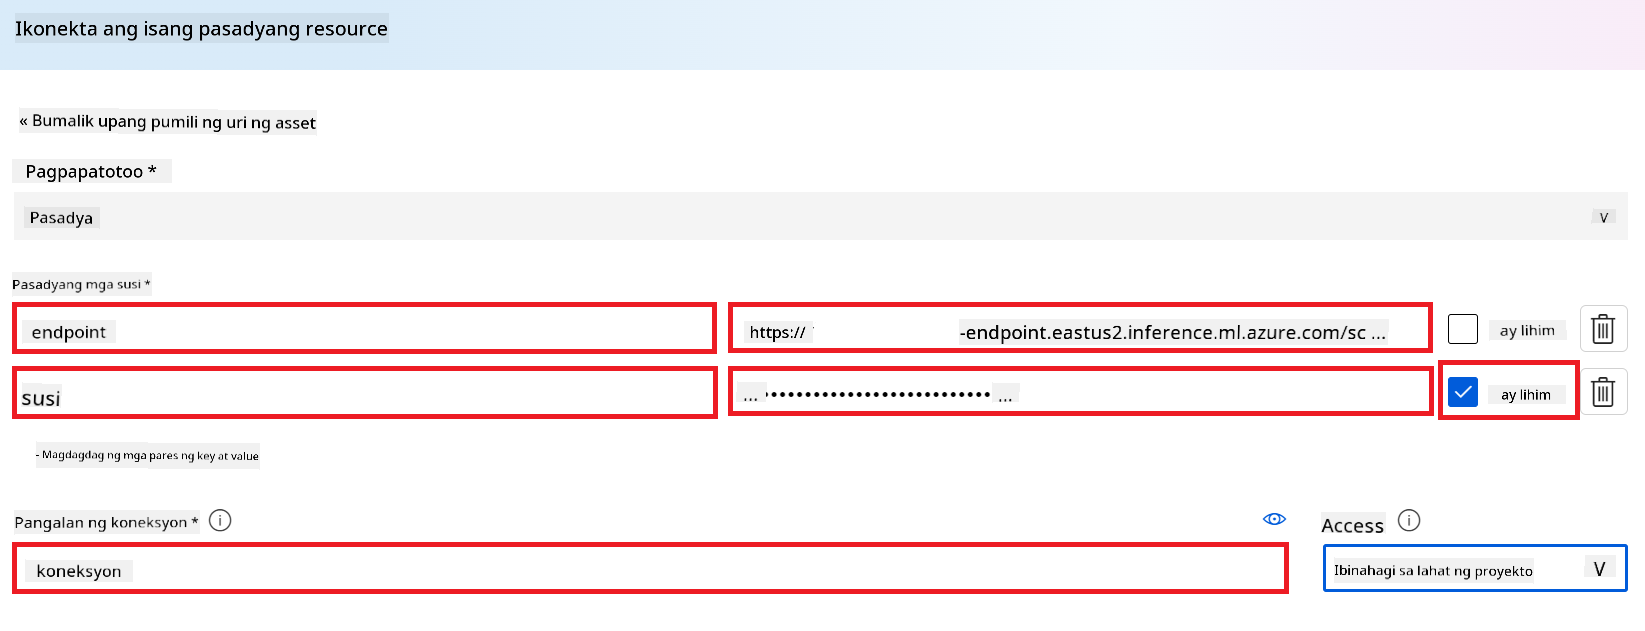 Ikonekta ang isang pasadyang resource
« Bumalik upang pumili ng uri ng asset
Pagpapatotoo *
Pasadya V
Pasadyang mga susi *
endpoint https:// -endpoint.eastus2.inference.ml.azure.com/sc ... ay lihim
susi ...••••••••••••••••••••••••••••... ay lihim
- Magdagdag ng mga pares ng key at value
Pangalan ng koneksyon * Access
koneksyon Ibinahagi sa lahat ng proyekto V